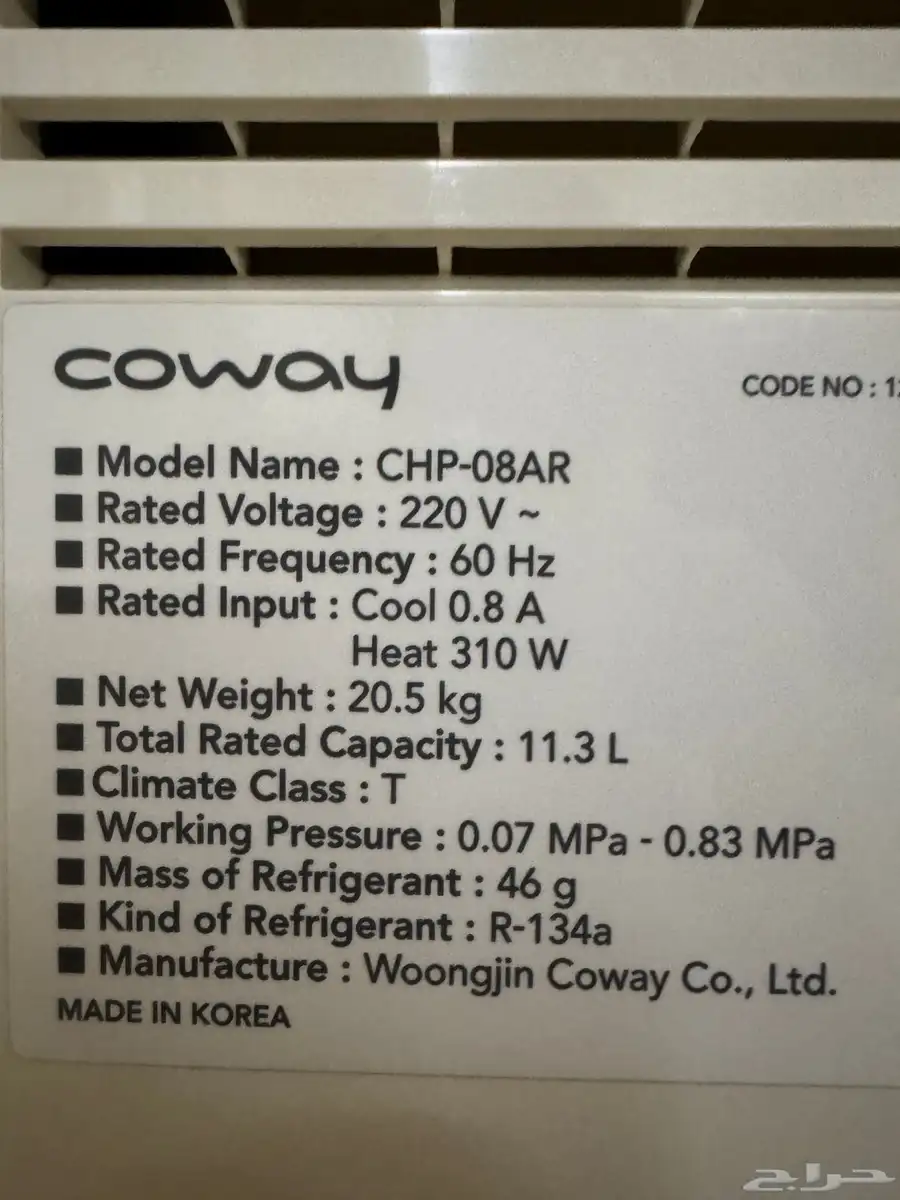 coway
CODE NO : 1
■ Model Name : CHP-08AR
■ Rated Voltage : 220 V ~
■ Rated Frequency : 60 Hz
■ Rated Input : Cool 0.8 A
Heat 310 W
■ Net Weight : 20.5 kg
■ Total Rated Capacity : 11.3 L
■ Climate Class : T
■ Working Pressure : 0.07 MPa - 0.83 MPa
■ Mass of Refrigerant : 46 g
■ Kind of Refrigerant : R-134a
■ Manufacture : Woongjin Coway Co., Ltd.
MADE IN KOREA
حراج